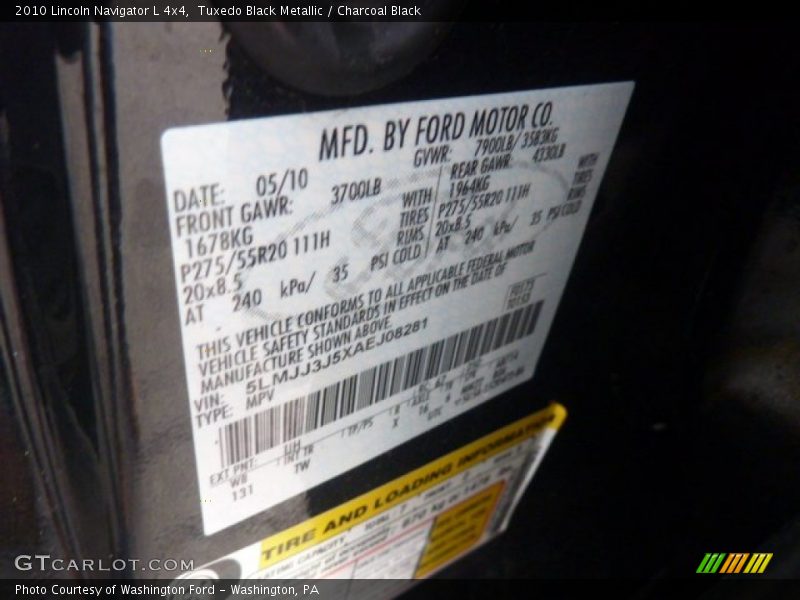 2010 Lincoln Navigator L 4x4, Tuxedo Black Metallic / Charcoal Black
MFD. BY FORD MOTOR CO.
DATE: 05/10 GVWR: 7900LB/ 3583KG
FRONT GAWR: 3700LB REAR GAWR: 4330LB
1678KG WITH 1964KG WITH
P275/55R20 111H TIRES P275/55R20 111H TIRES
20x8.5 RIMS 20x8.5 RIMS
AT 240 kPa/ 35 PSI COLD AT 240 kPa/ 35 PSI COLD
THIS VEHICLE CONFORMS TO ALL APPLICABLE FEDERAL MOTOR
VEHICLE SAFETY STANDARDS IN EFFECT ON THE DATE OF
MANUFACTURE SHOWN ABOVE.
VIN: 5LMJJ3J5XAEJ08281
TYPE: MPV
EXT PNT: UH
WB INT TR TP/PS R
131 TW X
TIRE AND LOADING INFORMATION
GTCARLOT.COM
Photo Courtesy of Washington Ford - Washington, PA